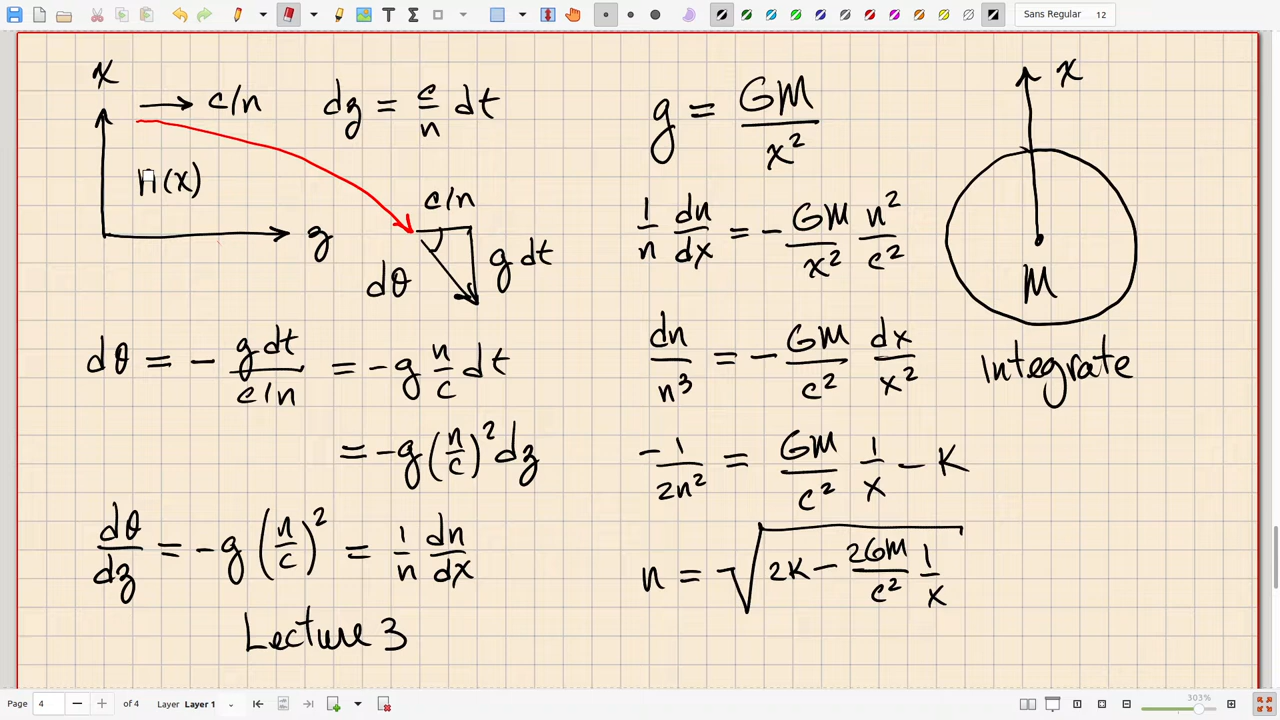 Sans Regular 12
x
→ c/n    dz = c/n dt
n(x)
z
c/n
g dt
dθ
dθ = - g dt / c/n = -g n/c dt
= -g (n/c)² dz
dθ/dz = -g (n/c)² = 1/n dn/dx
Lecture 3
g = GM/x²
1/n dn/dx = - GM/x² n²/c²
dn/n³ = - GM/c² dx/x²
-1/2n² = GM/c² 1/x - K
n = √(2K - 2GM/c² 1/x)
x
M
Integrate
Page 4 of 4 Layer Layer 1
303%